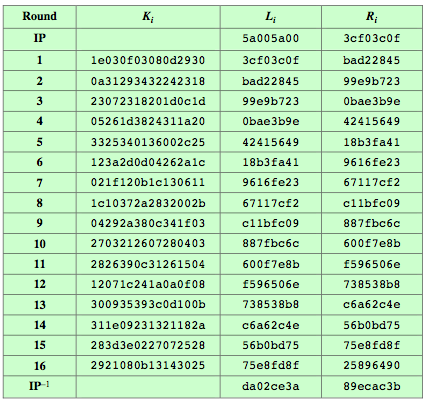 Round Ki Li Ri
IP 5a005a00 3cf03c0f
1 1e030f03080d2930 3cf03c0f bad22845
2 0a31293432242318 bad22845 99e9b723
3 23072318201d0c1d 99e9b723 0bae3b9e
4 05261d3824311a20 0bae3b9e 42415649
5 3325340136002c25 42415649 18b3fa41
6 123a2d0d04262a1c 18b3fa41 9616fe23
7 021f120b1c130611 9616fe23 67117cf2
8 1c10372a2832002b 67117cf2 c11bfc09
9 04292a380c341f03 c11bfc09 887fbc6c
10 2703212607280403 887fbc6c 600f7e8b
11 2826390c31261504 600f7e8b f596506e
12 12071c241a0a0f08 f596506e 738538b8
13 300935393c0d100b 738538b8 c6a62c4e
14 311e09231321182a c6a62c4e 56b0bd75
15 283d3e0227072528 56b0bd75 75e8fd8f
16 2921080b13143025 75e8fd8f 25896490
IP–1 da02ce3a 89ecac3b